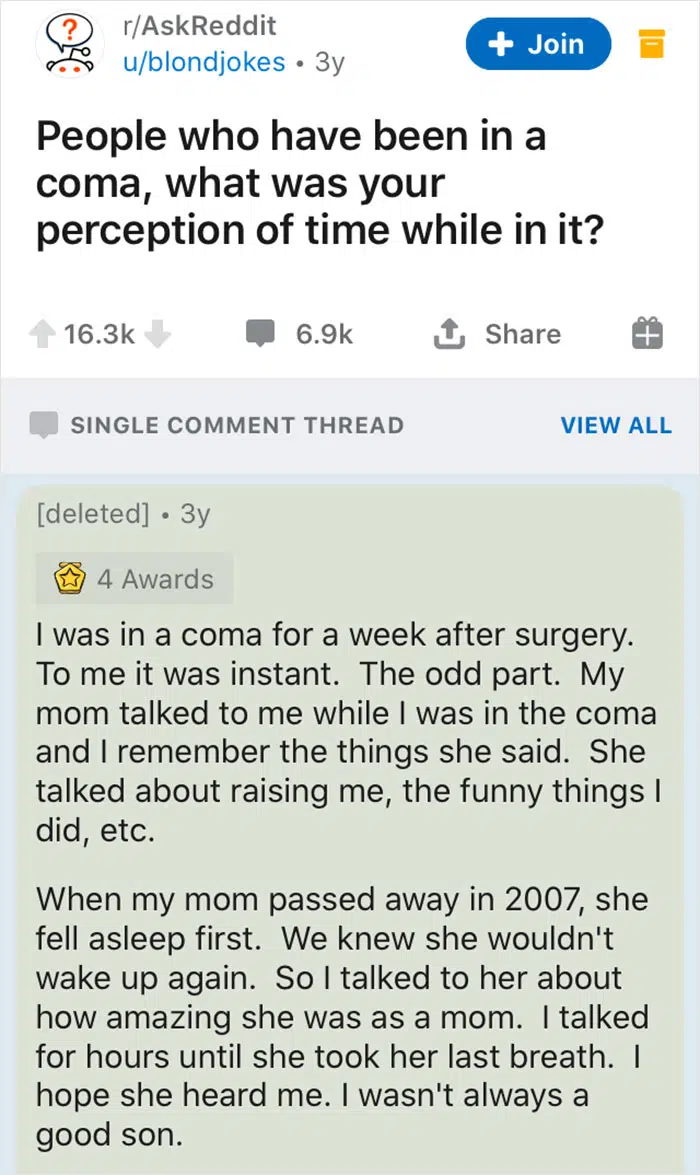 r/AskReddit
u/blondjokes • 3y
+ Join
People who have been in a
coma, what was your
perception of time while in it?
16.3k
6.9k
Share
SINGLE COMMENT THREAD
VIEW ALL
[deleted] • 3y
4 Awards
I was in a coma for a week after surgery.
To me it was instant.  The odd part.  My
mom talked to me while I was in the coma
and I remember the things she said.  She
talked about raising me, the funny things I
did, etc.
When my mom passed away in 2007, she
fell asleep first.  We knew she wouldn't
wake up again.  So I talked to her about
how amazing she was as a mom.  I talked
for hours until she took her last breath.  I
hope she heard me. I wasn't always a
good son.